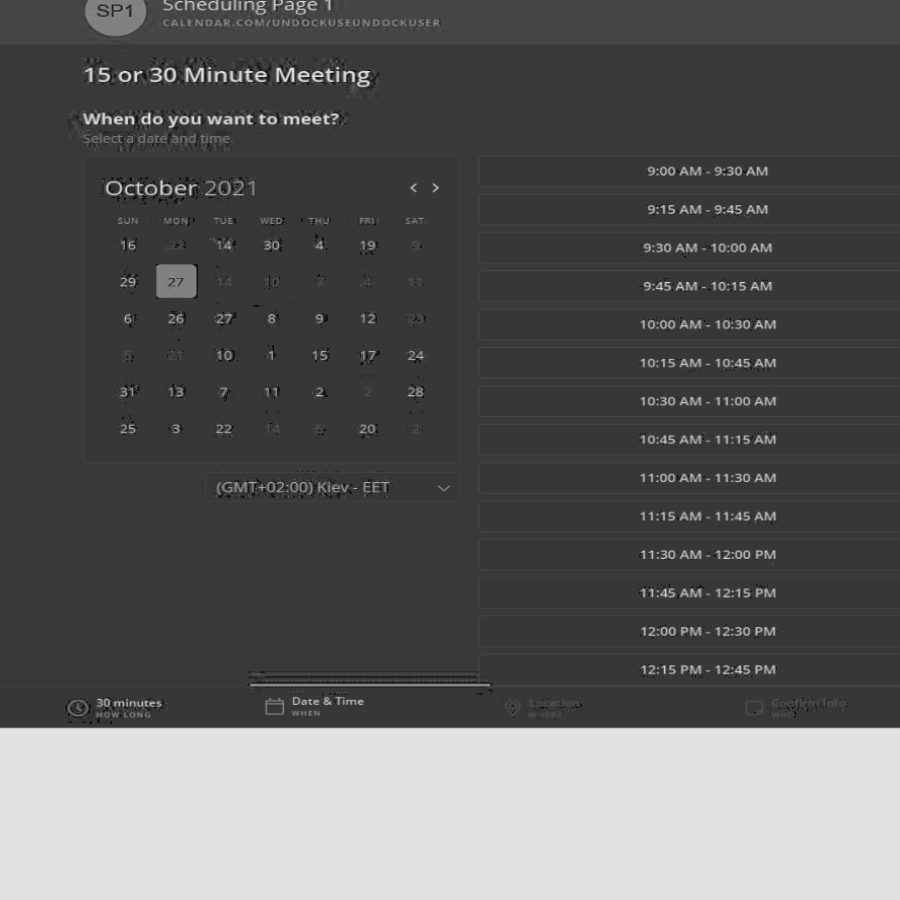 SP1
Scheduling Page 1
CALENDAR.COM/UNDOCKUSEUNDOCKUSER
15 or 30 Minute Meeting
When do you want to meet?
Select a date and time
October 2021
SUN MON TUE WED THU FRI SAT
16 22 14 30 4 19 9
29 27 14 10 7 4 11
6 26 27 8 9 12 23
5 21 10 1 15 17 24
31 13 7 11 2 2 28
25 3 22 14 6 20 2
(GMT+02:00) Kiev - EET
9:00 AM - 9:30 AM
9:15 AM - 9:45 AM
9:30 AM - 10:00 AM
9:45 AM - 10:15 AM
10:00 AM - 10:30 AM
10:15 AM - 10:45 AM
10:30 AM - 11:00 AM
10:45 AM - 11:15 AM
11:00 AM - 11:30 AM
11:15 AM - 11:45 AM
11:30 AM - 12:00 PM
11:45 AM - 12:15 PM
12:00 PM - 12:30 PM
12:15 PM - 12:45 PM
30 minutes
HOW LONG
Date & Time
WHEN
Location
WHERE
Confirm Info
WHO